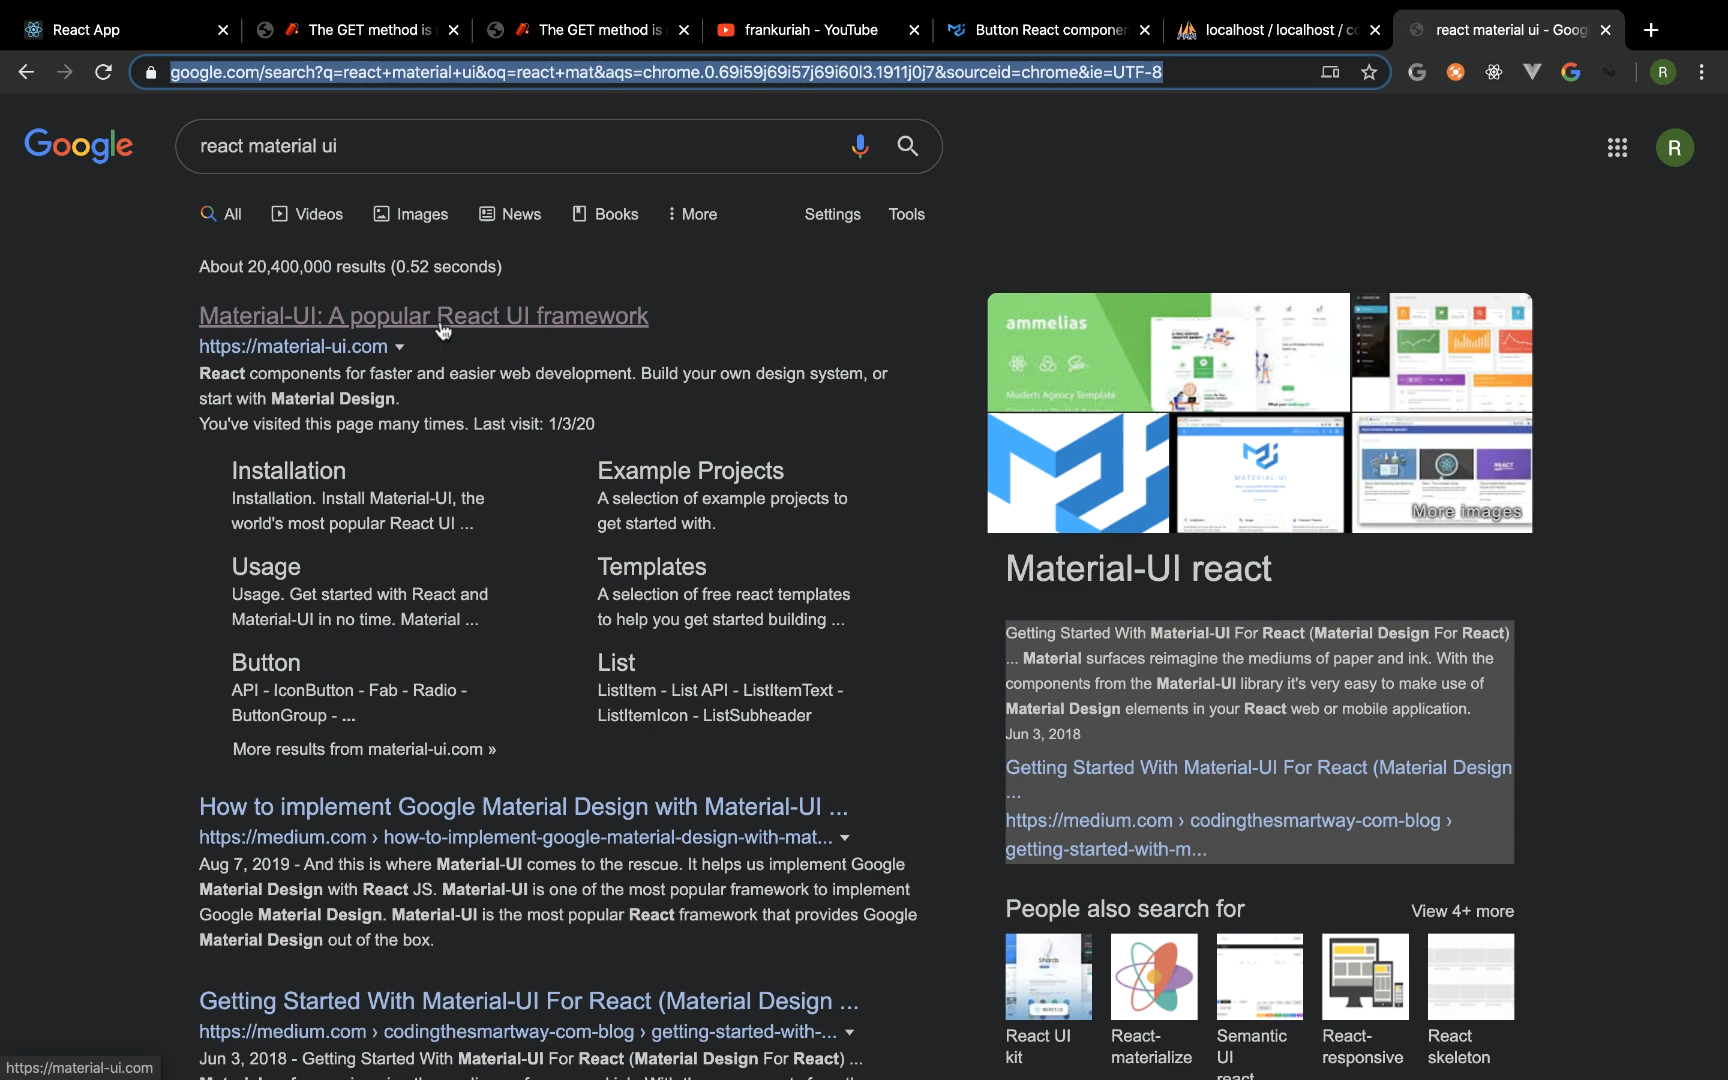 React App
The GET method is
The GET method is
frankuriah - YouTube
Button React componen
localhost / localhost / co
react material ui - Goog
google.com/search?q=react+material+ui&oq=react+mat&aqs=chrome.0.69i59j69i57j69i60l3.1911j0j7&sourceid=chrome&ie=UTF-8
R
Google
react material ui
R
All
Videos
Images
News
Books
More
Settings
Tools
About 20,400,000 results (0.52 seconds)
Material-UI: A popular React UI framework
https://material-ui.com
React components for faster and easier web development. Build your own design system, or
start with Material Design.
You've visited this page many times. Last visit: 1/3/20
Installation
Installation. Install Material-UI, the
world's most popular React UI ...
Example Projects
A selection of example projects to
get started with.
Usage
Usage. Get started with React and
Material-UI in no time. Material ...
Templates
A selection of free react templates
to help you get started building ...
Button
API - IconButton - Fab - Radio -
ButtonGroup - ...
List
ListItem - List API - ListItemText -
ListItemIcon - ListSubheader
More results from material-ui.com »
How to implement Google Material Design with Material-UI ...
https://medium.com › how-to-implement-google-material-design-with-mat...
Aug 7, 2019 - And this is where Material-UI comes to the rescue. It helps us implement Google
Material Design with React JS. Material-UI is one of the most popular framework to implement
Google Material Design. Material-UI is the most popular React framework that provides Google
Material Design out of the box.
Getting Started With Material-UI For React (Material Design ...
https://medium.com › codingthesmartway-com-blog › getting-started-with-...
Jun 3, 2018 - Getting Started With Material-UI For React (Material Design For React) ...
ammelias
Modern Agency Template
MATERIAL-UI
REACT
More images
Material-UI react
Getting Started With Material-UI For React (Material Design For React)
... Material surfaces reimagine the mediums of paper and ink. With the
components from the Material-UI library it's very easy to make use of
Material Design elements in your React web or mobile application.
Jun 3, 2018
Getting Started With Material-UI For React (Material Design
...
https://medium.com › codingthesmartway-com-blog ›
getting-started-with-m...
People also search for
View 4+ more
Shards
React UI
kit
React-
materialize
Semantic
UI
react
React-
responsive
React
skeleton
https://material-ui.com